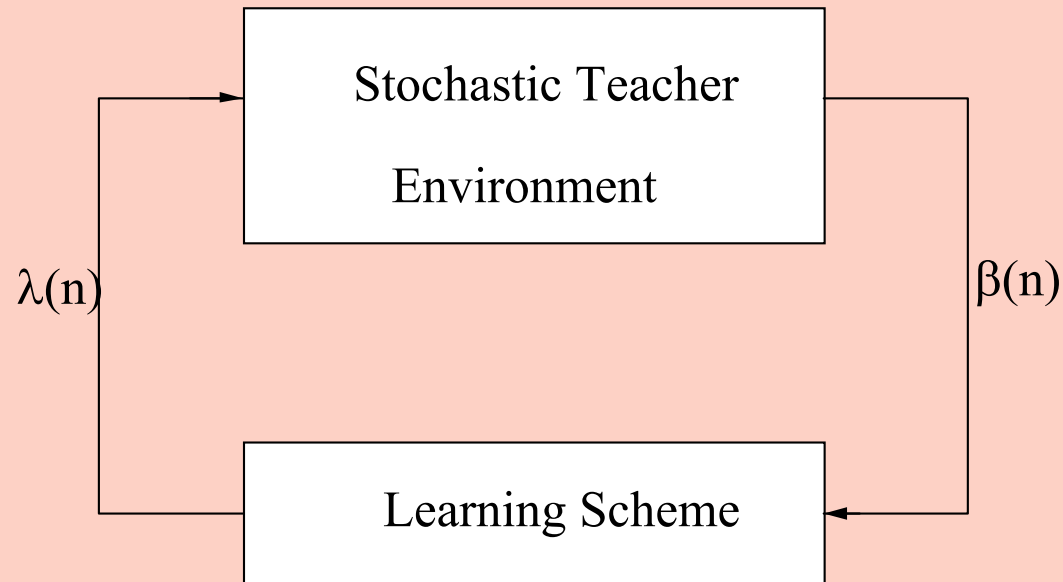 Stochastic Teacher
Environment
λ(n)
β(n)
Learning Scheme